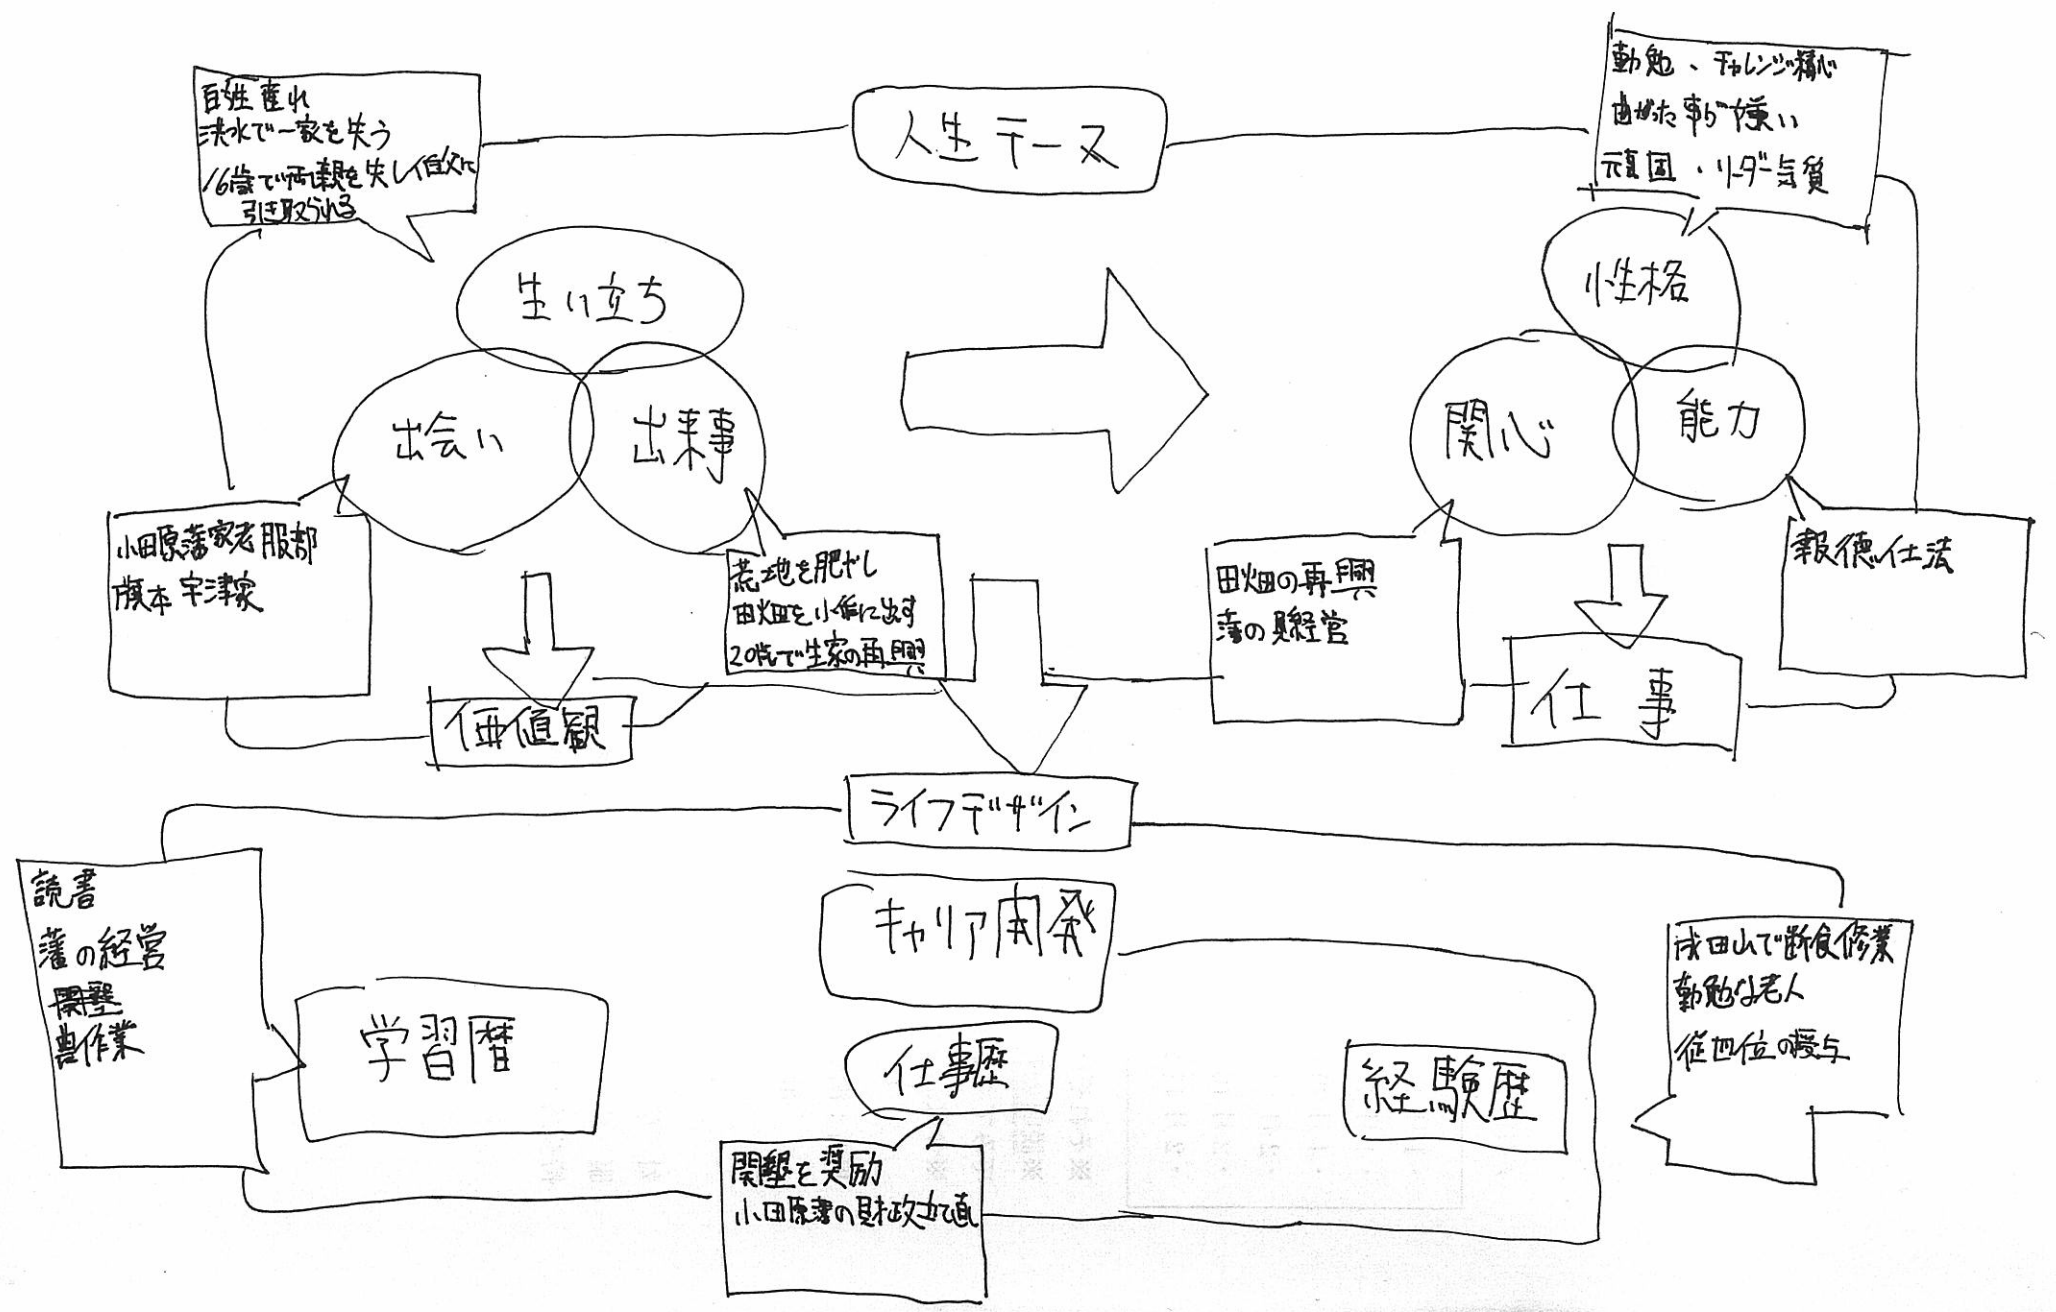 人生テーマ
百姓産れ
洪水で一家を失う
16歳で両親を失し伯父に
引き取られる
勤勉、チャレンジ精心
曲がった事が嫌い
頑固・リーダー気質
生い立ち
出会い
出来事
性格
関心
能力
小田原藩家老服部
旗本宇津家
荒地を肥やし
田畑を小作に出す
20歳で生家の再興
田畑の再興
藩の財経営
報徳仕法
価値観
仕事
ライフデザイン
キャリア開発
読書
藩の経営
開墾
農作業
学習暦
仕事歴
経験歴
成田山で断食修業
勤勉な老人
従四位の授与
開墾を奨励
小田原藩の財政立て直し